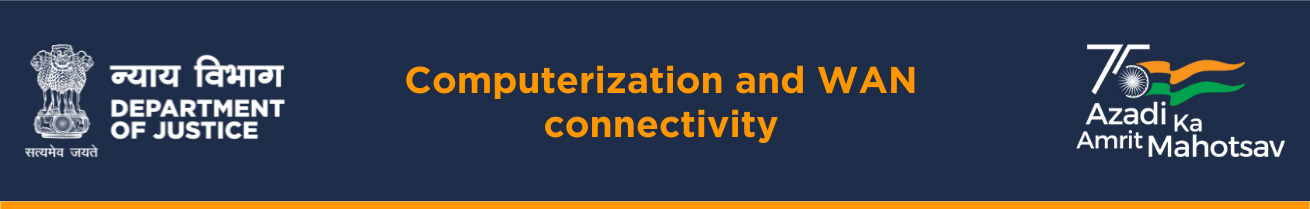 न्याय विभाग
DEPARTMENT
OF JUSTICE
सत्यमेव जयते
Computerization and WAN
connectivity
75
Azadi
Ka
Amrit
Mahotsav